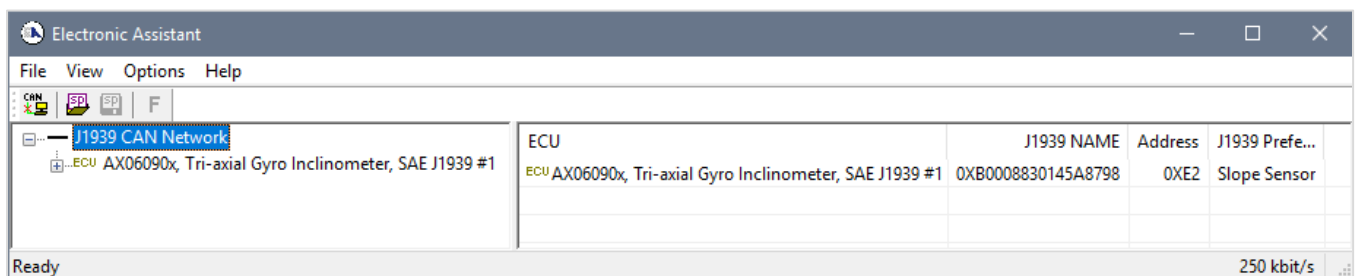 Electronic Assistant
File View Options Help
CAN SP SP F
J1939 CAN Network
ECU AX06090x, Tri-axial Gyro Inclinometer, SAE J1939 #1
ECU J1939 NAME Address J1939 Prefe...
ECU AX06090x, Tri-axial Gyro Inclinometer, SAE J1939 #1 0XB0008830145A8798 0XE2 Slope Sensor
Ready 250 kbit/s